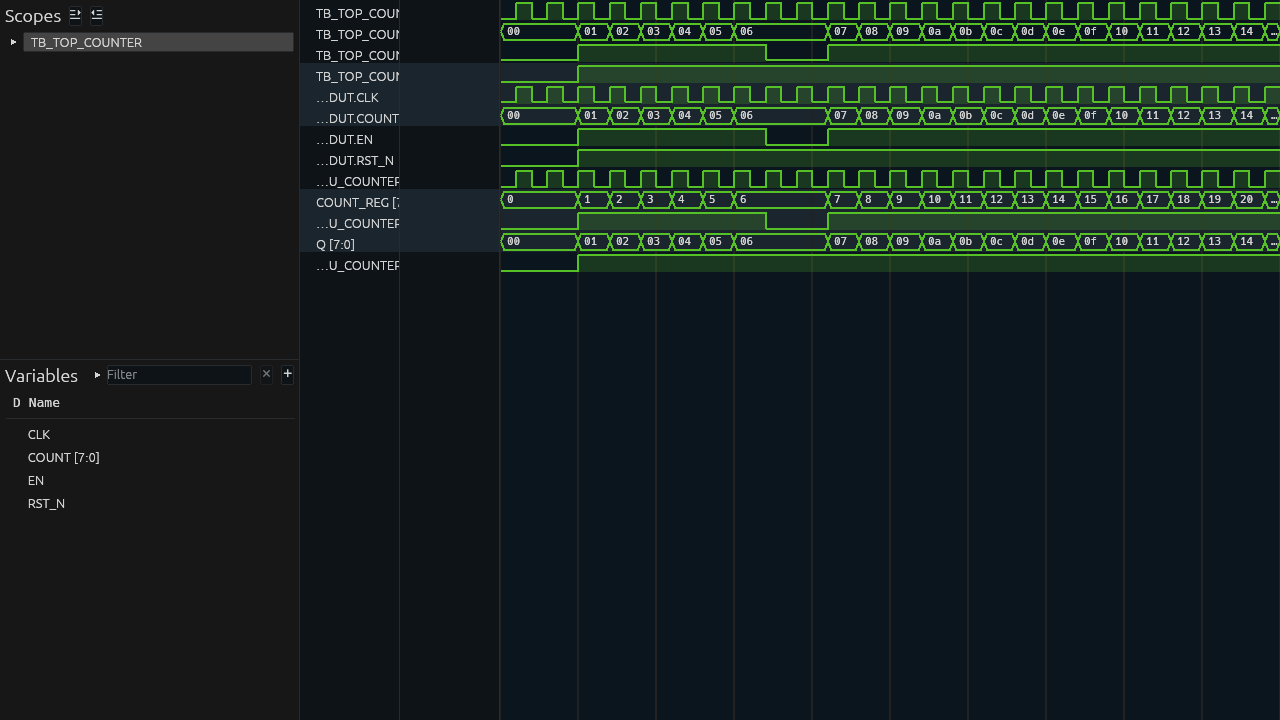 Scopes
TB_TOP_COUNTER
Variables
Filter
D Name
CLK
COUNT [7:0]
EN
RST_N
TB_TOP_COUN
TB_TOP_COUN 00 01 02 03 04 05 06 07 08 09 0a 0b 0c 0d 0e 0f 10 11 12 13 14 …
TB_TOP_COUN
TB_TOP_COUN
…DUT.CLK
…DUT.COUNT 00 01 02 03 04 05 06 07 08 09 0a 0b 0c 0d 0e 0f 10 11 12 13 14 …
…DUT.EN
…DUT.RST_N
…U_COUNTER
COUNT_REG [7 0 1 2 3 4 5 6 7 8 9 10 11 12 13 14 15 16 17 18 19 20 …
…U_COUNTER
Q [7:0] 00 01 02 03 04 05 06 07 08 09 0a 0b 0c 0d 0e 0f 10 11 12 13 14 …
…U_COUNTER